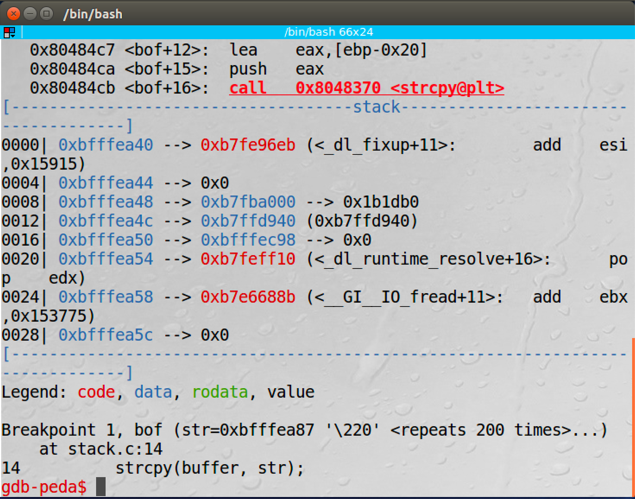 /bin/bash
/bin/bash 66x24
0x80484c7 <bof+12>:  lea    eax,[ebp-0x20]
0x80484ca <bof+15>:  push   eax
0x80484cb <bof+16>:  call   0x8048370 <strcpy@plt>
[------------------------------------stack-------------------------
-------------]
0000| 0xbfffea40 --> 0xb7fe96eb (<_dl_fixup+11>:        add    esi
,0x15915)
0004| 0xbfffea44 --> 0x0
0008| 0xbfffea48 --> 0xb7fba000 --> 0x1b1db0
0012| 0xbfffea4c --> 0xb7ffd940 (0xb7ffd940)
0016| 0xbfffea50 --> 0xbfffec98 --> 0x0
0020| 0xbfffea54 --> 0xb7feff10 (<_dl_runtime_resolve+16>:      po
p    edx)
0024| 0xbfffea58 --> 0xb7e6688b (<__GI__IO_fread+11>:   add    ebx
,0x153775)
0028| 0xbfffea5c --> 0x0
[-----------------------------------------------------------------
-------------]
Legend: code, data, rodata, value
Breakpoint 1, bof (str=0xbfffea87 '\220' <repeats 200 times>...)
at stack.c:14
14          strcpy(buffer, str);
gdb-peda$